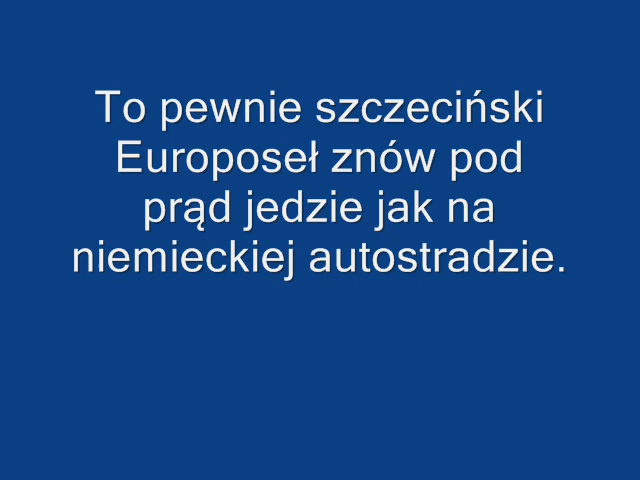 To pewnie szczeciński
Europoseł znów pod
prąd jedzie jak na
niemieckiej autostradzie.